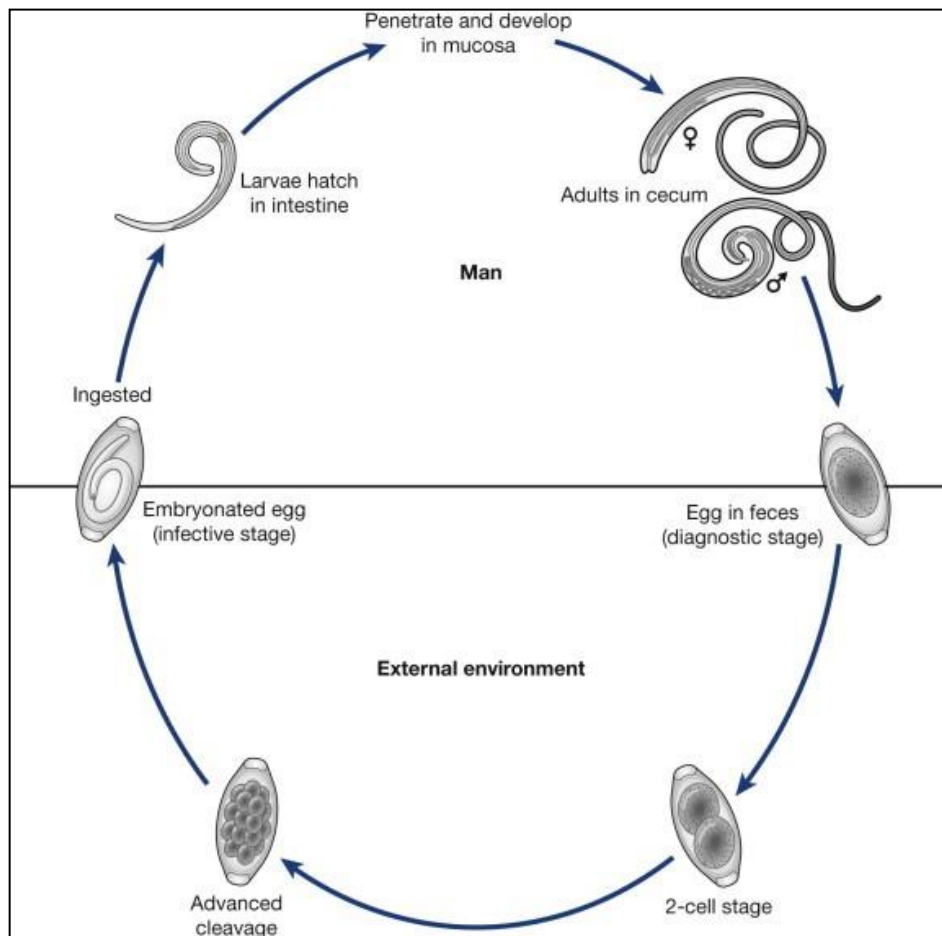 Penetrate and develop
in mucosa
Larvae hatch
in intestine
♀
Adults in cecum
♂
Man
Ingested
Embryonated egg
(infective stage)
Egg in feces
(diagnostic stage)
External environment
Advanced
cleavage
2-cell stage